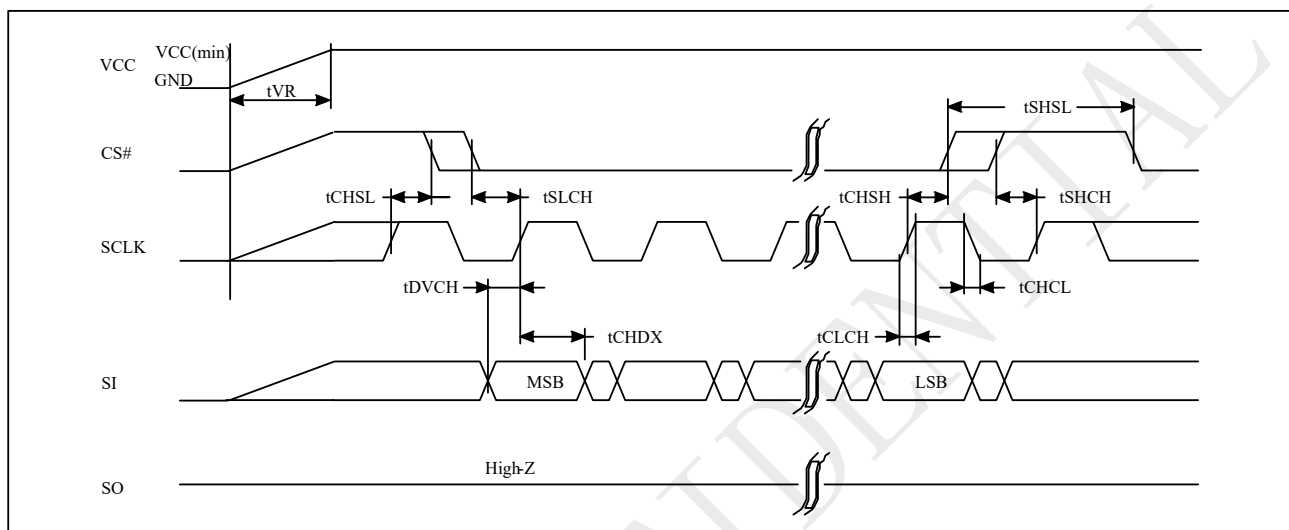 VCC VCC(min)
GND
tVR
tSHSL
CS#
tCHSL tSLCH tCHSH tSHCH
SCLK
tDVCH tCHCL
tCHDX tCLCH
SI MSB LSB
High-Z
SO
IDENTIAL